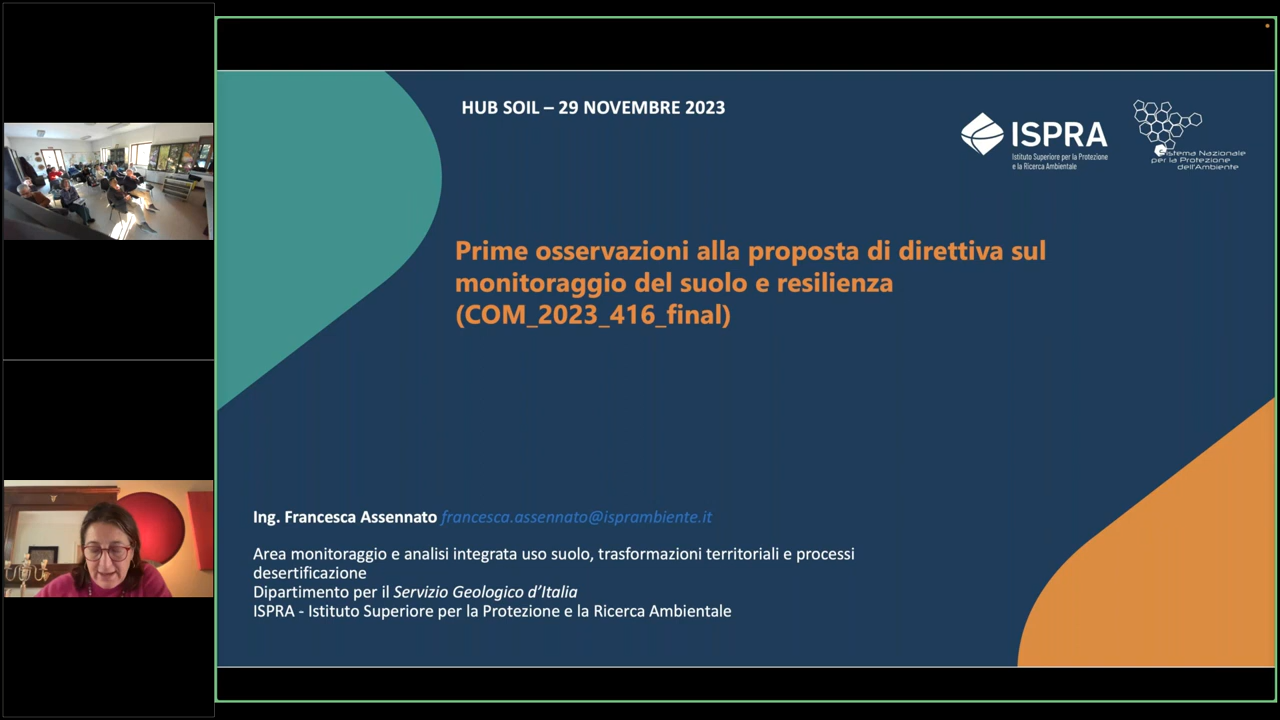 HUB SOIL – 29 NOVEMBRE 2023
ISPRA
Istituto Superiore per la Protezione
e la Ricerca Ambientale
Sistema Nazionale
per la Protezione
dell'Ambiente
Prime osservazioni alla proposta di direttiva sul
monitoraggio del suolo e resilienza
(COM_2023_416_final)
Ing. Francesca Assennato francesca.assennato@isprambiente.it
Area monitoraggio e analisi integrata uso suolo, trasformazioni territoriali e processi
desertificazione
Dipartimento per il Servizio Geologico d'Italia
ISPRA - Istituto Superiore per la Protezione e la Ricerca Ambientale